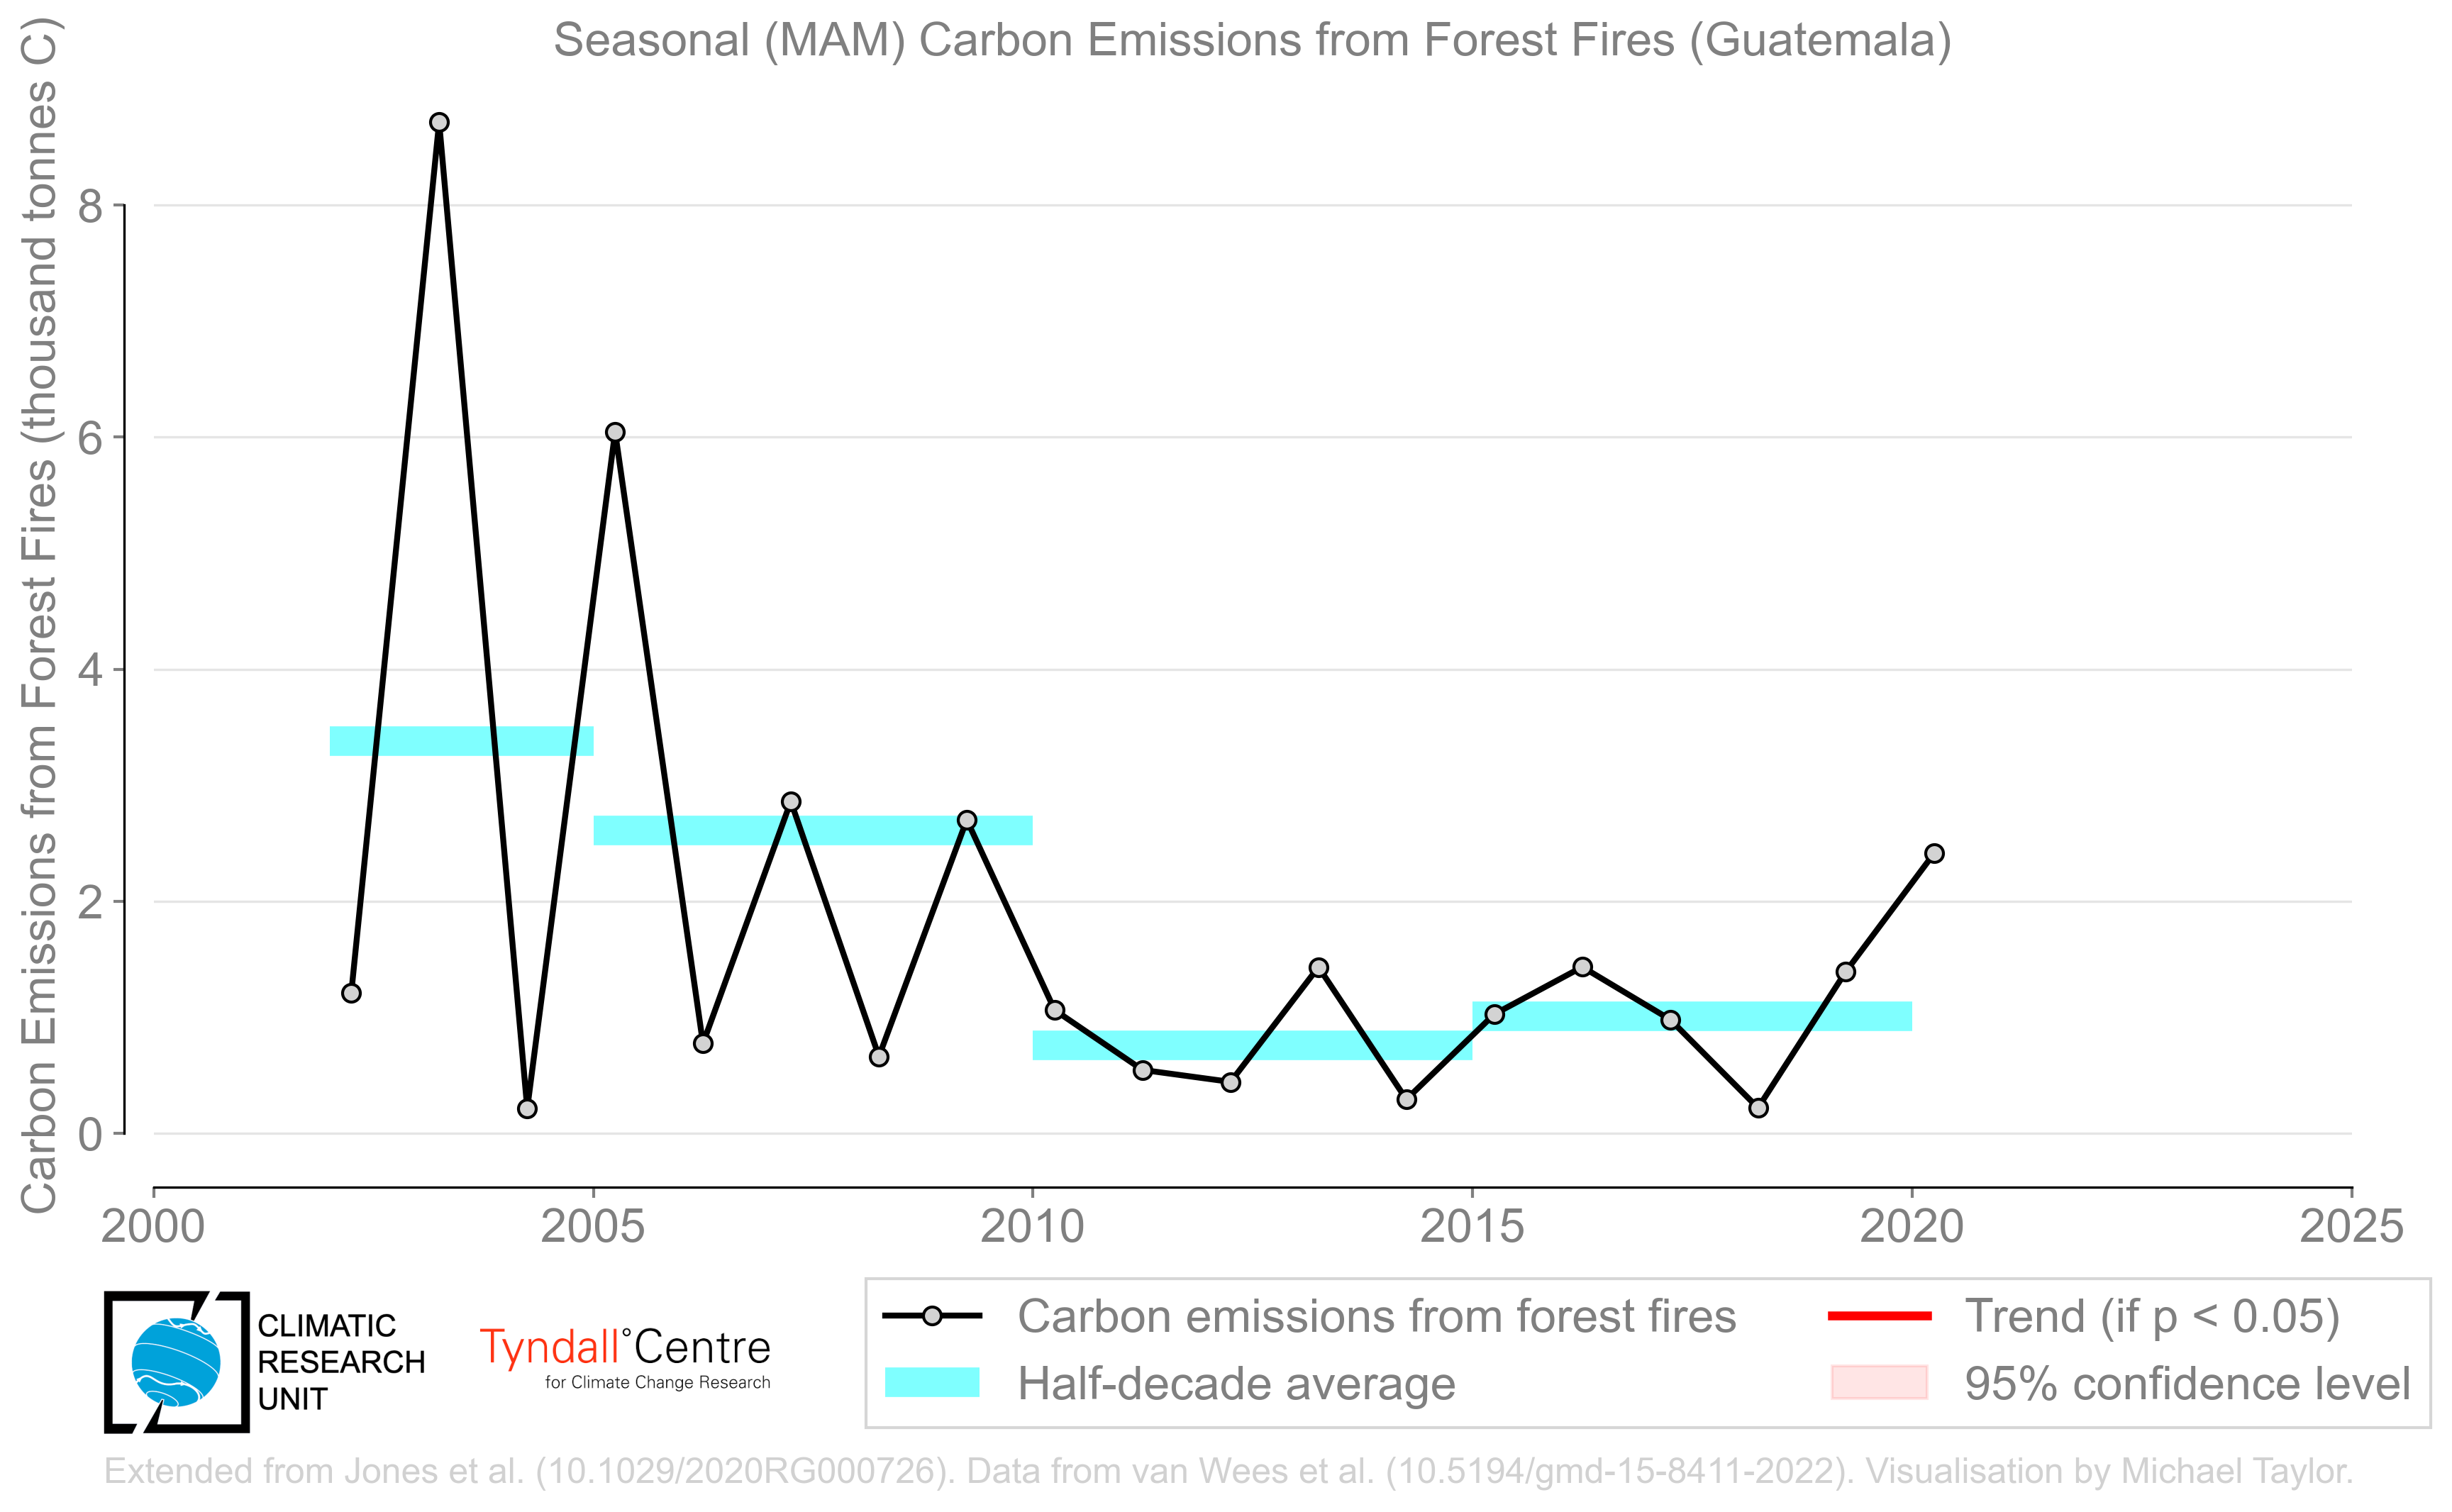 Seasonal (MAM) Carbon Emissions from Forest Fires (Guatemala)
Carbon Emissions from Forest Fires (thousand tonnes C)
8
6
4
2
0
2000 2005 2010 2015 2020 2025
CLIMATIC
RESEARCH
UNIT
Tyndall°Centre
for Climate Change Research
Carbon emissions from forest fires
Half-decade average
Trend (if p < 0.05)
95% confidence level
Extended from Jones et al. (10.1029/2020RG000726). Data from van Wees et al. (10.5194/gmd-15-8411-2022). Visualisation by Michael Taylor.